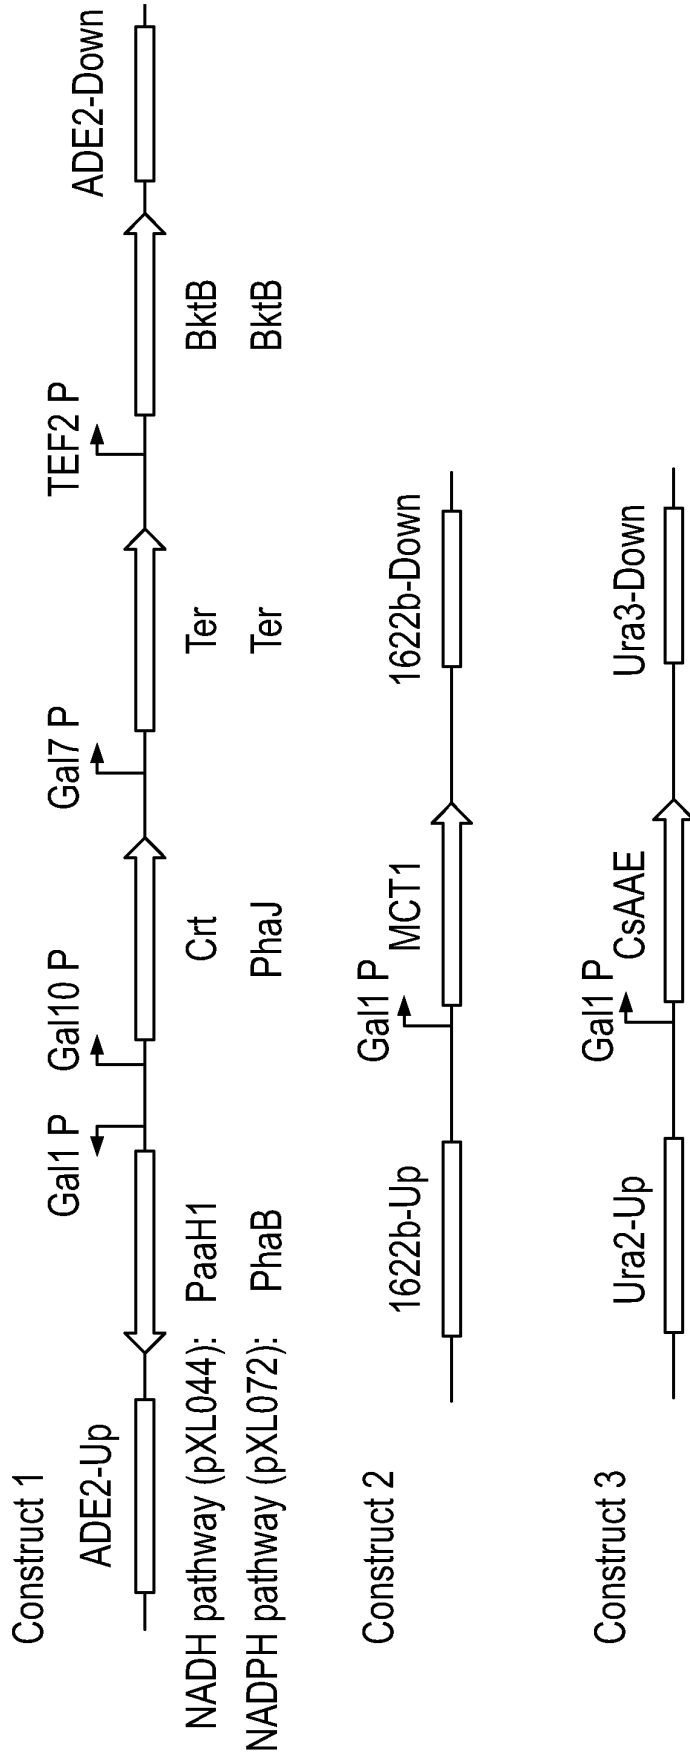 Construct 1
Gal1 P Gal10 P Gal7 P TEF2 P
ADE2-Up ADE2-Down
NADH pathway (pXL044): PaaH1 Crt Ter BktB
NADPH pathway (pXL072): PhaB PhaJ Ter BktB
Construct 2
Gal1 P
1622b-Up MCT1 1622b-Down
Construct 3
Gal1 P
Ura2-Up CsAAE Ura3-Down